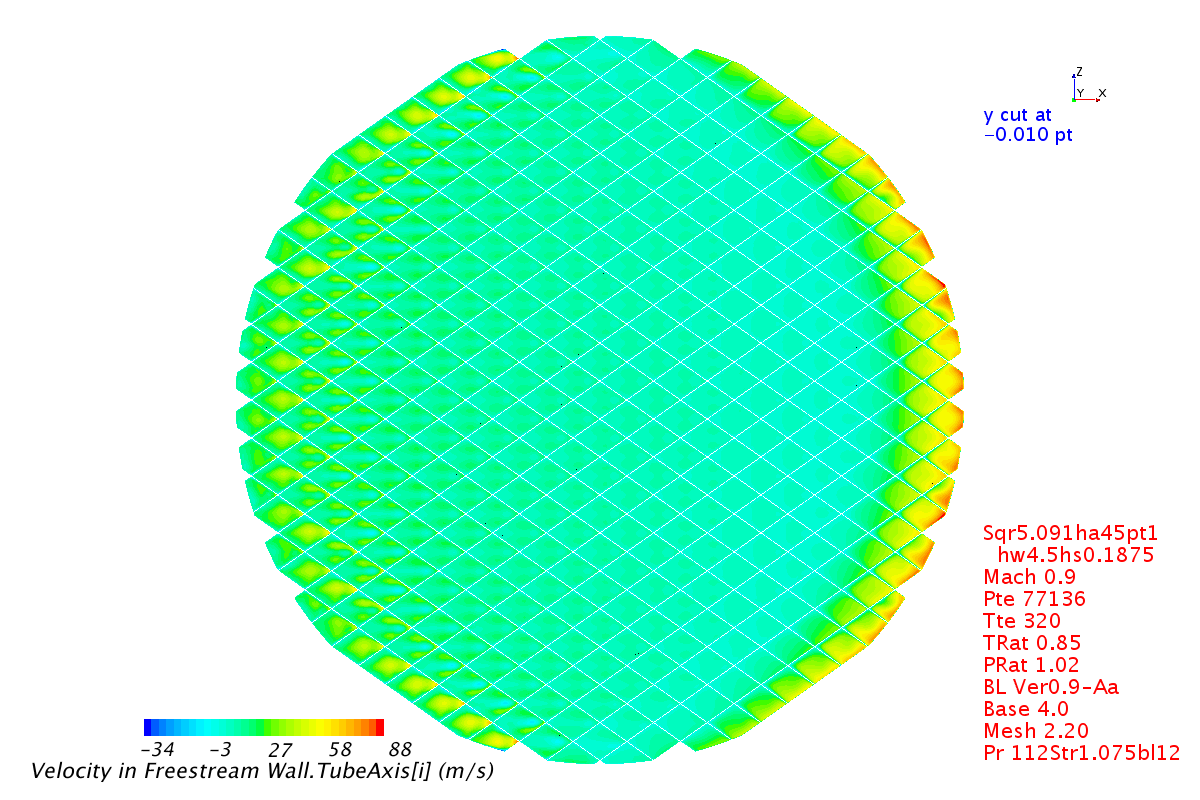 Z
Y X
y cut at
-0.010 pt
Sqr5.091ha45pt1
hw4.5hs0.1875
Mach 0.9
Pte 77136
Tte 320
TRat 0.85
PRat 1.02
BL Ver0.9-Aa
Base 4.0
Mesh 2.20
Pr 112Str1.075bl12
-34 -3 27 58 88
Velocity in Freestream Wall.TubeAxis[i] (m/s)